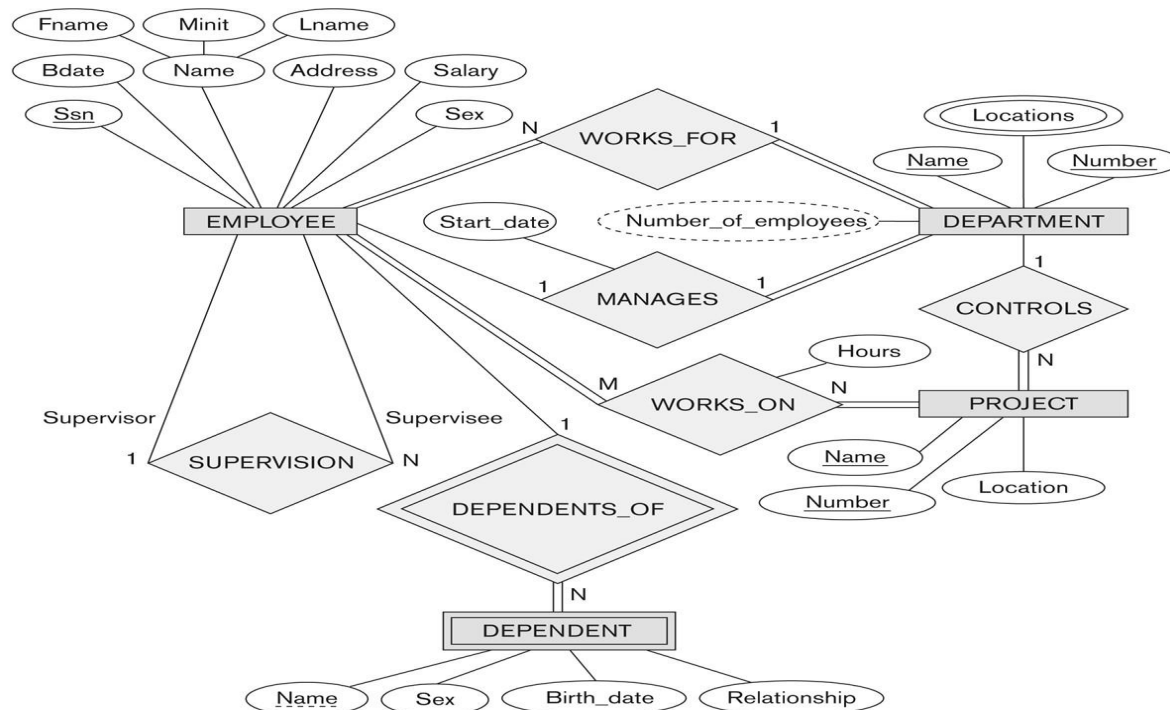 Fname Minit Lname
Bdate Name Address Salary
Ssn Sex
N WORKS_FOR 1
Locations
Name Number
EMPLOYEE Start_date Number_of_employees DEPARTMENT
1 MANAGES 1
1
CONTROLS
N
Hours
M WORKS_ON N
PROJECT
Supervisor Supervisee
1 SUPERVISION N
1
Name
Number Location
DEPENDENTS_OF
N
DEPENDENT
Name Sex Birth_date Relationship